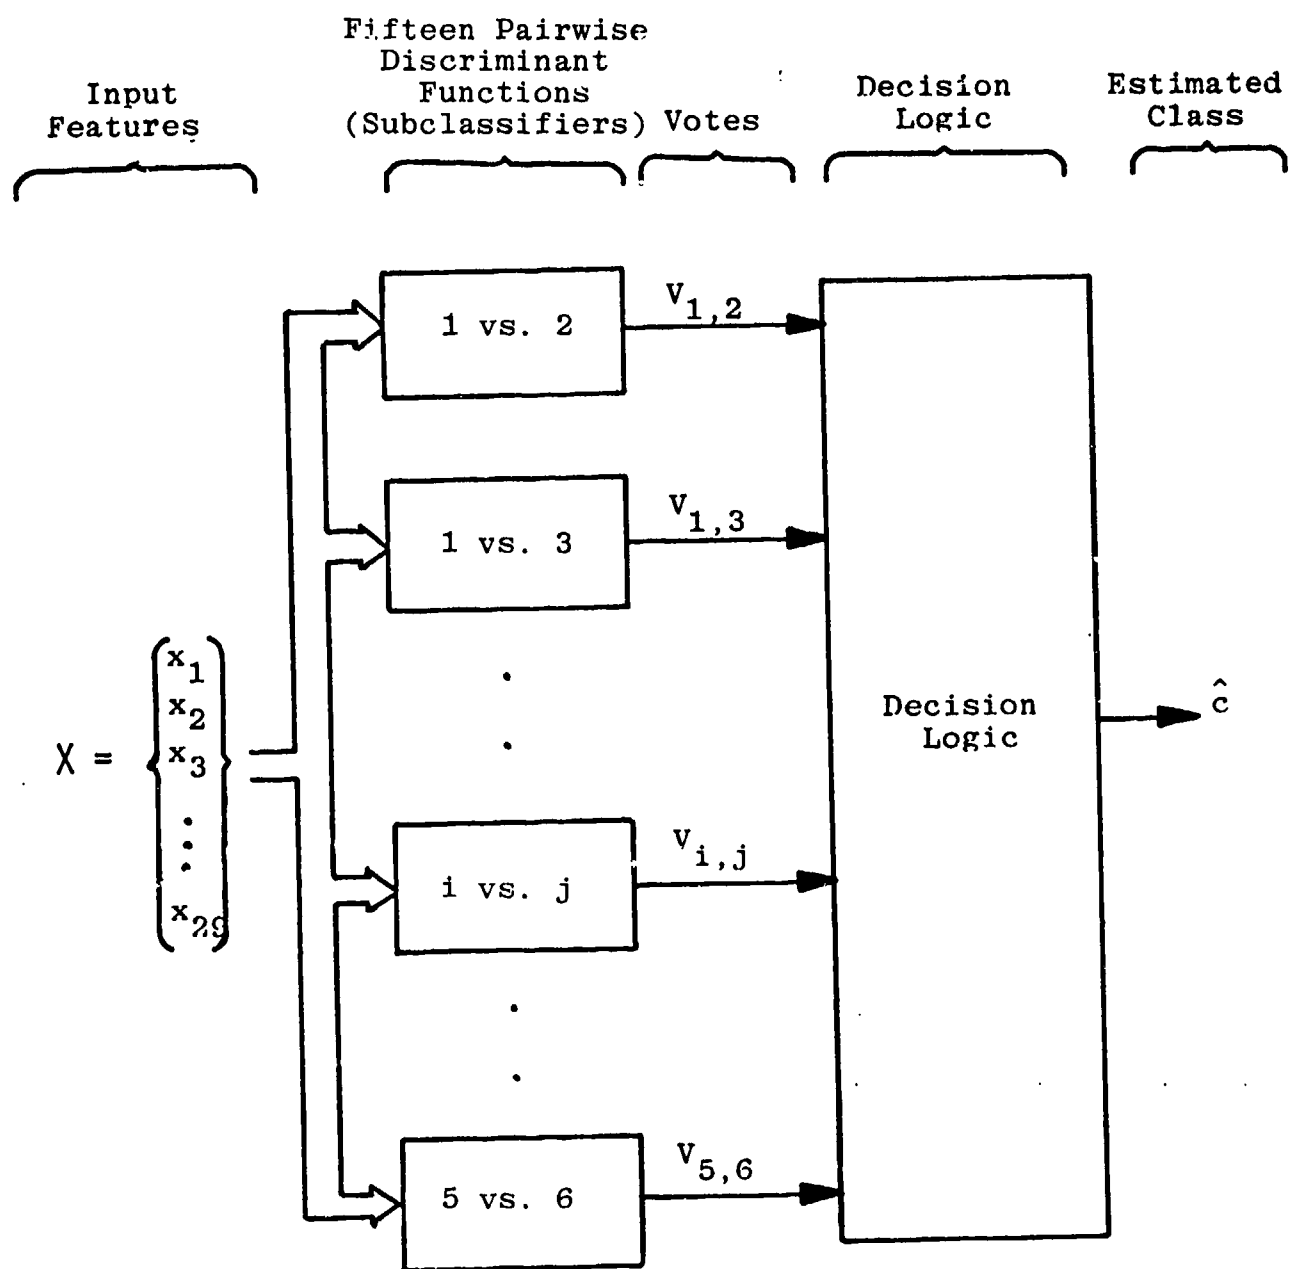 Input
Features
Fifteen Pairwise
Discriminant
Functions
(Subclassifiers)
Votes
Decision
Logic
Estimated
Class
1 vs. 2
V1,2
1 vs. 3
V1,3
X =
x1
x2
x3
x29
i vs. j
Vi,j
5 vs. 6
V5,6
Decision
Logic
ĉ